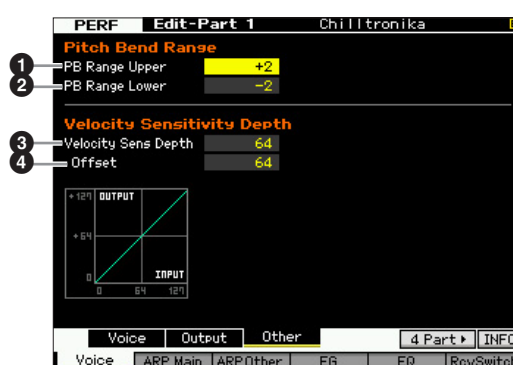 PERF Edit-Part 1 Chilltronika
Pitch Bend Range
1 PB Range Upper +2
2 PB Range Lower -2
Velocity Sensitivity Depth
3 Velocity Sens Depth 64
4 Offset 64
+127 OUTPUT
+64
0 INPUT
0 64 127
Voice Output Other 4 Part INFO
Voice ARP Main ARP Other EG EQ RcvSwitch